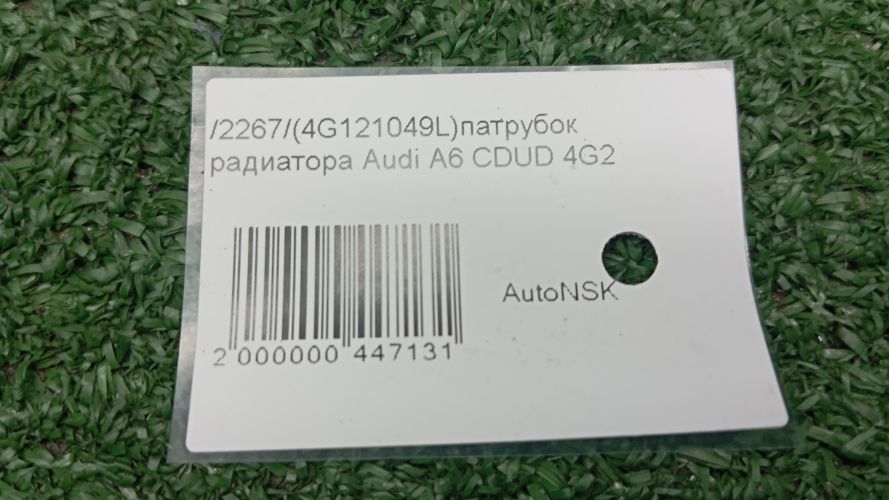 /2267/(4G121049L)патрубок
радиатора Audi A6 CDUD 4G2
AutoNSK
2 000000 447131